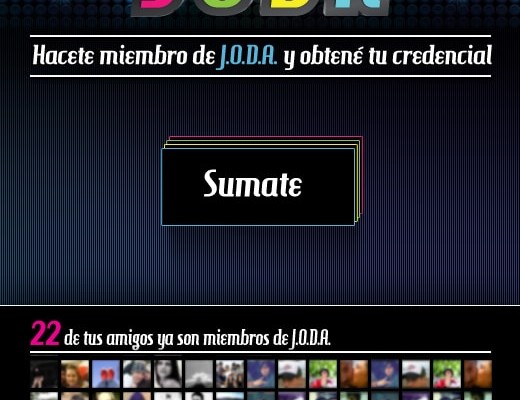 J.O.D.A.
Hacete miembro de J.O.D.A. y obtené tu credencial
Sumate
22 de tus amigos ya son miembros de J.O.D.A.